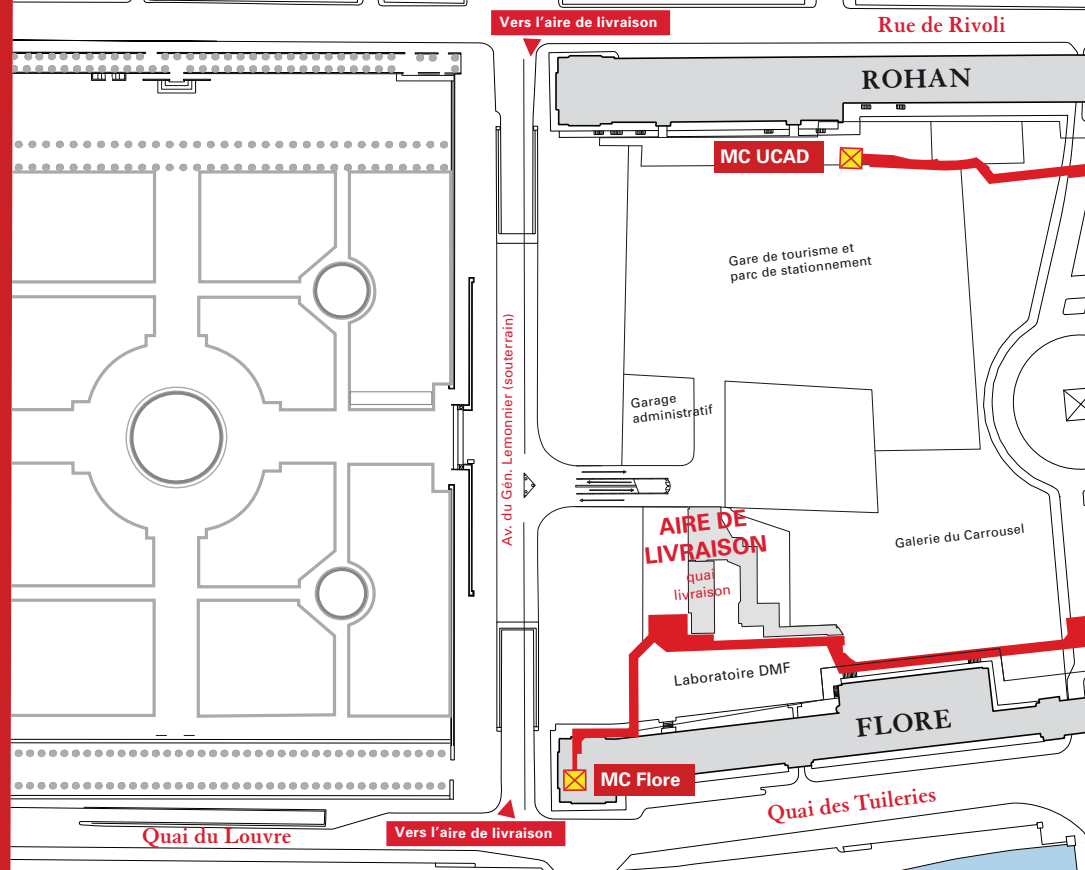 Vers l'aire de livraison
Rue de Rivoli
ROHAN
MC UCAD
Gare de tourisme et
parc de stationnement
Av. du Gén. Lemonnier (souterrain)
Garage
administratif
AIRE DE
LIVRAISON
quai
livraison
Galerie du Carrousel
Laboratoire DMF
FLORE
MC Flore
Quai des Tuileries
Vers l'aire de livraison
Quai du Louvre